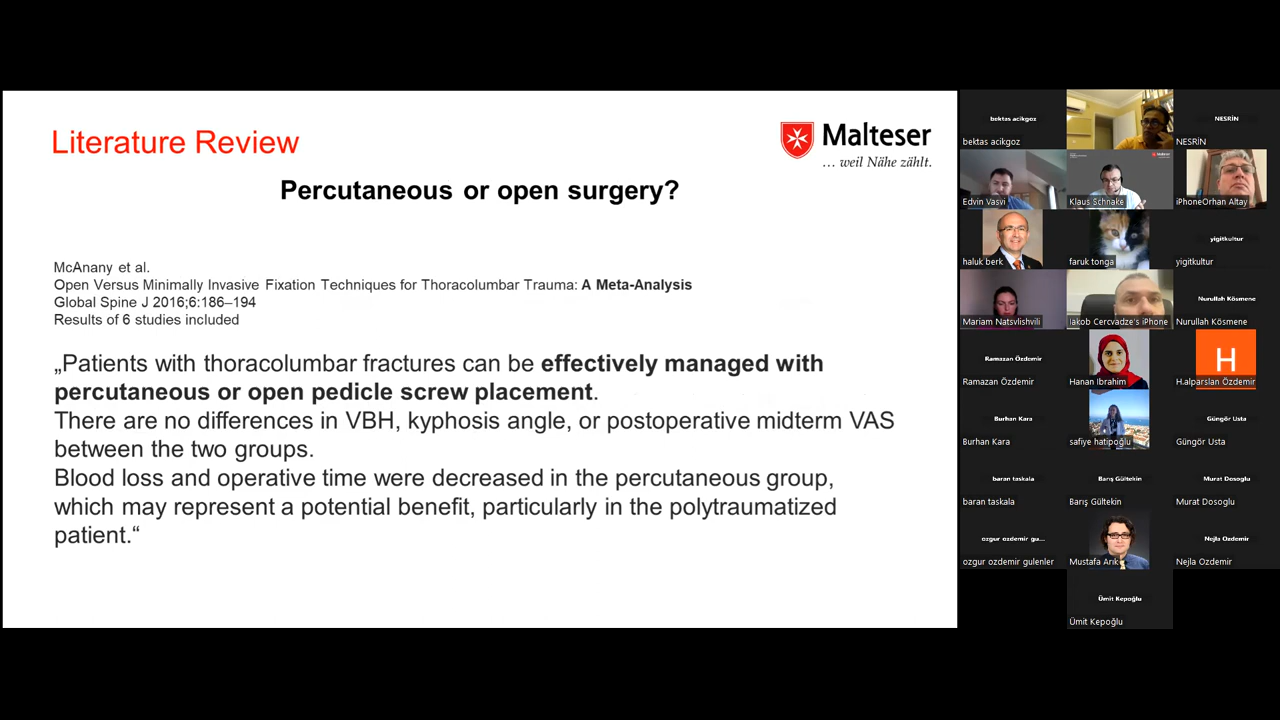 Literature Review
Malteser
... weil Nähe zählt.
Percutaneous or open surgery?
McAnany et al.
Open Versus Minimally Invasive Fixation Techniques for Thoracolumbar Trauma: A Meta-Analysis
Global Spine J 2016;6:186–194
Results of 6 studies included
„Patients with thoracolumbar fractures can be effectively managed with
percutaneous or open pedicle screw placement.
There are no differences in VBH, kyphosis angle, or postoperative midterm VAS
between the two groups.
Blood loss and operative time were decreased in the percutaneous group,
which may represent a potential benefit, particularly in the polytraumatized
patient.“
bektas acikgoz
bektas acikgoz
NESRİN
NESRİN
Edvin Vasvi
Klaus Schnake
iPhoneOrhan Altay
haluk berk
faruk tonga
yigitkultur
yigitkultur
Mariam Natsvlishvili
Iakob Cercvadze's iPhone
Nurullah Kösmene
Nurullah Kösmene
Ramazan Özdemir
Ramazan Özdemir
Hanan Ibrahim
H
H.alparslan Özdemir
Burhan Kara
Burhan Kara
safiye hatipoğlu
Güngör Usta
Güngör Usta
baran taskala
baran taskala
Barış Gültekin
Barış Gültekin
Murat Dosoglu
Murat Dosoglu
ozgur ozdemir gu...
ozgur ozdemir gulenler
Mustafa Arik
Nejla Ozdemir
Nejla Ozdemir
Ümit Kepoğlu
Ümit Kepoğlu